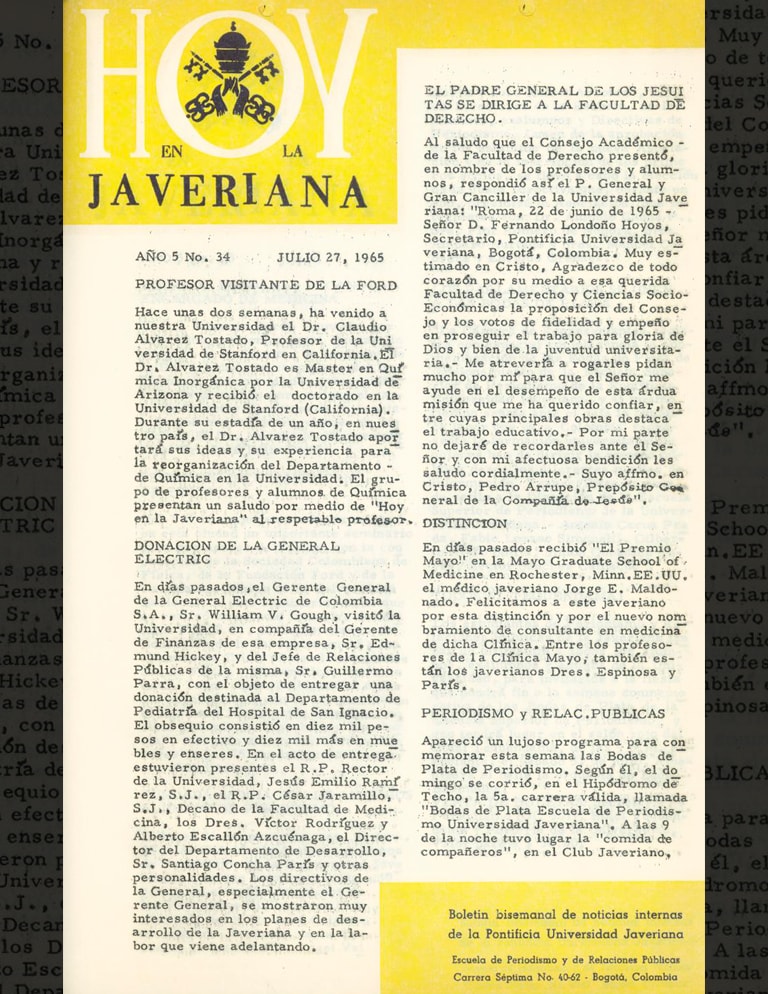 HOY
EN LA
JAVERIANA
AÑO 5 No. 34 JULIO 27, 1965
PROFESOR VISITANTE DE LA FORD
Hace unas dos semanas, ha venido a
nuestra Universidad el Dr. Claudio
Alvarez Tostado, Profesor de la Uni
versidad de Stanford en California. El
Dr. Alvarez Tostado es Master en Quí
mica Inorgánica por la Universidad de
Arizona y recibió el doctorado en la
Universidad de Stanford (California).
Durante su estadía de un año, en nues
tro país, el Dr. Alvarez Tostado apor
tará sus ideas y su experiencia para
la reorganización del Departamento -
de Química en la Universidad. El gru-
po de profesores y alumnos de Química
presentan un saludo por medio de "Hoy
en la Javeriana" al respetable profesor.
DONACION DE LA GENERAL
ELECTRIC
En días pasados, el Gerente General
de la General Electric de Colombia
S.A., Sr. William V. Gough, visitó la
Universidad, en compañía del Gerente
de Finanzas de esa empresa, Sr. Ed-
mund Hickey, y del Jefe de Relaciones
Públicas de la misma, Sr. Guillermo
Parra, con el objeto de entregar una
donación destinada al Departamento de
Pediatría del Hospital de San Ignacio.
El obsequio consistió en diez mil pe-
sos en efectivo y diez mil más en mue
bles y enseres. En el acto de entrega
estuvieron presentes el R.P. Rector
de la Universidad, Jesús Emilio Ramí
rez, S.J., el R.P. César Jaramillo,
S.J., Decano de la Facultad de Medi-
cina, los Dres. Víctor Rodríguez y
Alberto Escallón Azcuénaga, el Direc-
tor del Departamento de Desarrollo,
Sr. Santiago Concha París y otras
personalidades. Los directivos de
la General, especialmente el Ge-
rente General, se mostraron muy
interesados en los planes de des-
arrollo de la Javeriana y en la la-
bor que viene adelantando.
EL PADRE GENERAL DE LOS JESUI
TAS SE DIRIGE A LA FACULTAD DE
DERECHO.
Al saludo que el Consejo Académico -
de la Facultad de Derecho presentó,
en nombre de los profesores y alum-
nos, respondió así el P. General y
Gran Canciller de la Universidad Jave
riana: "Roma, 22 de junio de 1965 -
Señor D. Fernando Londoño Hoyos,
Secretario, Pontificia Universidad Ja
veriana, Bogotá, Colombia. Muy es-
timado en Cristo, Agradezco de todo
corazón por su medio a esa querida
Facultad de Derecho y Ciencias Socio-
Económicas la proposición del Conse-
jo y los votos de fidelidad y empeño
en proseguir el trabajo para gloria de
Dios y bien de la juventud universita-
ria.- Me atrevería a rogarles pidan
mucho por mí para que el Señor me
ayude en el desempeño de esta árdua
misión que me ha querido confiar, en
tre cuyas principales obras destaca
el trabajo educativo.- Por mi parte
no dejaré de recordarles ante el Se-
ñor y con mi afectuosa bendición les
saludo cordialmente.- Suyo affmo. en
Cristo, Pedro Arrupe, Prepósito Ge
neral de la Compañía de Jesús".
DISTINCION
En días pasados recibió "El Premio
Mayo" en la Mayo Graduate School of
Medicine en Rochester, Minn.EE.UU.
el médico javeriano Jorge E. Maldo-
nado. Felicitamos a este javeriano
por esta distinción y por el nuevo nom
bramiento de consultante en medicina
de dicha Clínica. Entre los profeso-
res de la Clínica Mayo, también es-
tán los javerianos Dres. Espinosa y
París.
PERIODISMO y RELAC.PUBLICAS
Apareció un lujoso programa para con
memorar esta semana las Bodas de
Plata de Periodismo. Según él, el do
mingo se corrió, en el Hipódromo de
Techo, la 5a. carrera válida, llamada
"Bodas de Plata Escuela de Periodis-
mo Universidad Javeriana". A las 9
de la noche tuvo lugar la "comida de
compañeros", en el Club Javeriano,
Boletín bisemanal de noticias internas
de la Pontificia Universidad Javeriana
Escuela de Periodismo y de Relaciones Públicas
Carrera Séptima No. 40-62 - Bogotá, Colombia